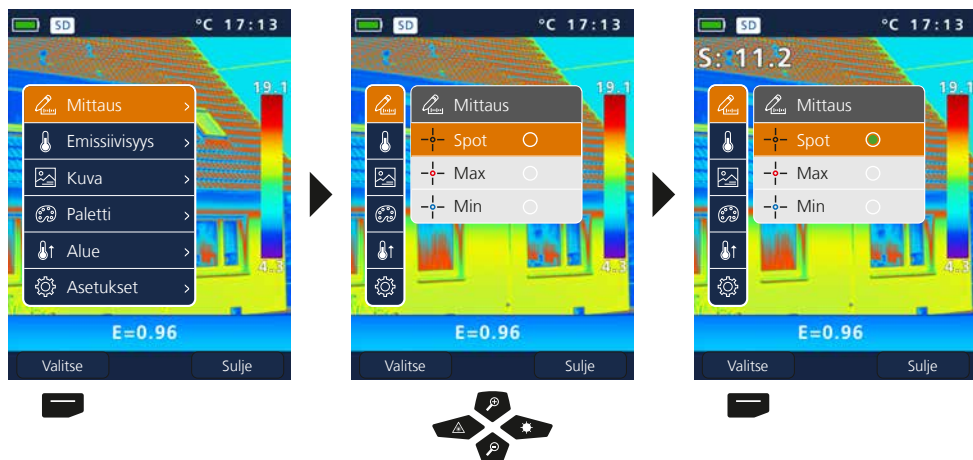 SD °C 17:13
19.1
Mittaus
Emissiivisyys
Kuva
Paletti
Alue
Asetukset
4.3
E=0.96
Valitse Sulje
SD °C 17:13
19.1
Mittaus
Spot
Max
Min
4.3
E=0.96
Valitse Sulje
SD °C 17:13
S: 11.2
19.1
Mittaus
Spot
Max
Min
4.3
E=0.96
Valitse Sulje